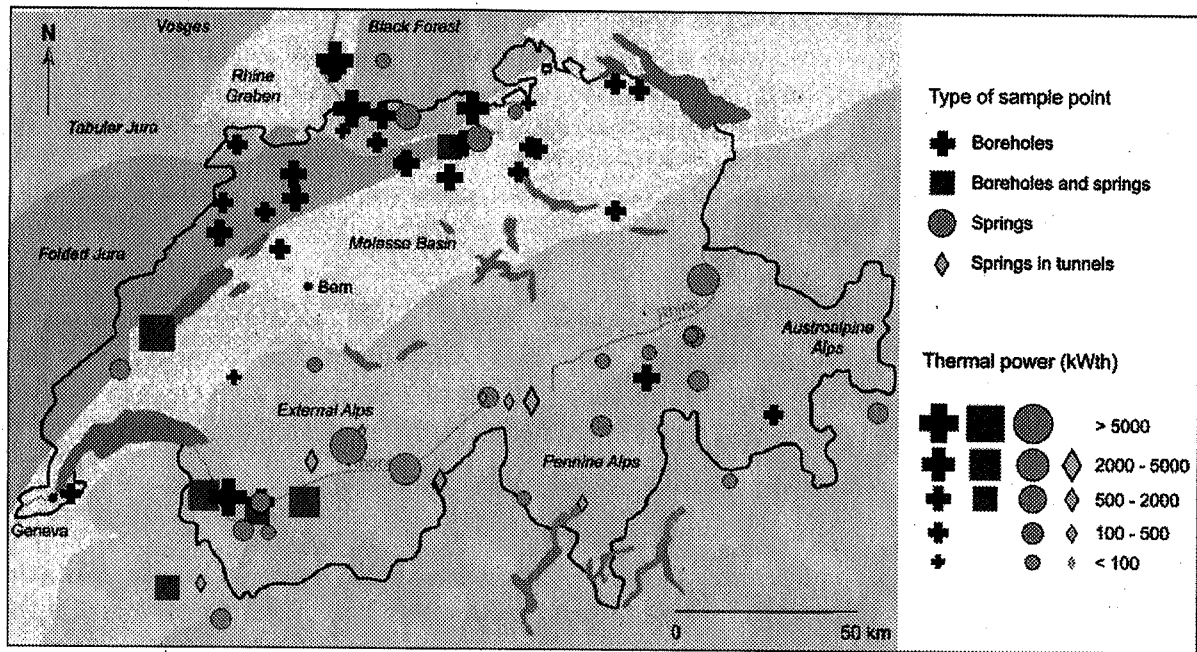 N
Vosges
Black Forest
Rhine
Graben
Tabular Jura
Folded Jura
Molasse Basin
Bern
Austroalpine
Alps
External Alps
Pennine Alps
Geneva
0 50 km
Type of sample point
Boreholes
Boreholes and springs
Springs
Springs in tunnels
Thermal power (kWth)
> 5000
2000 - 5000
500 - 2000
100 - 500
< 100